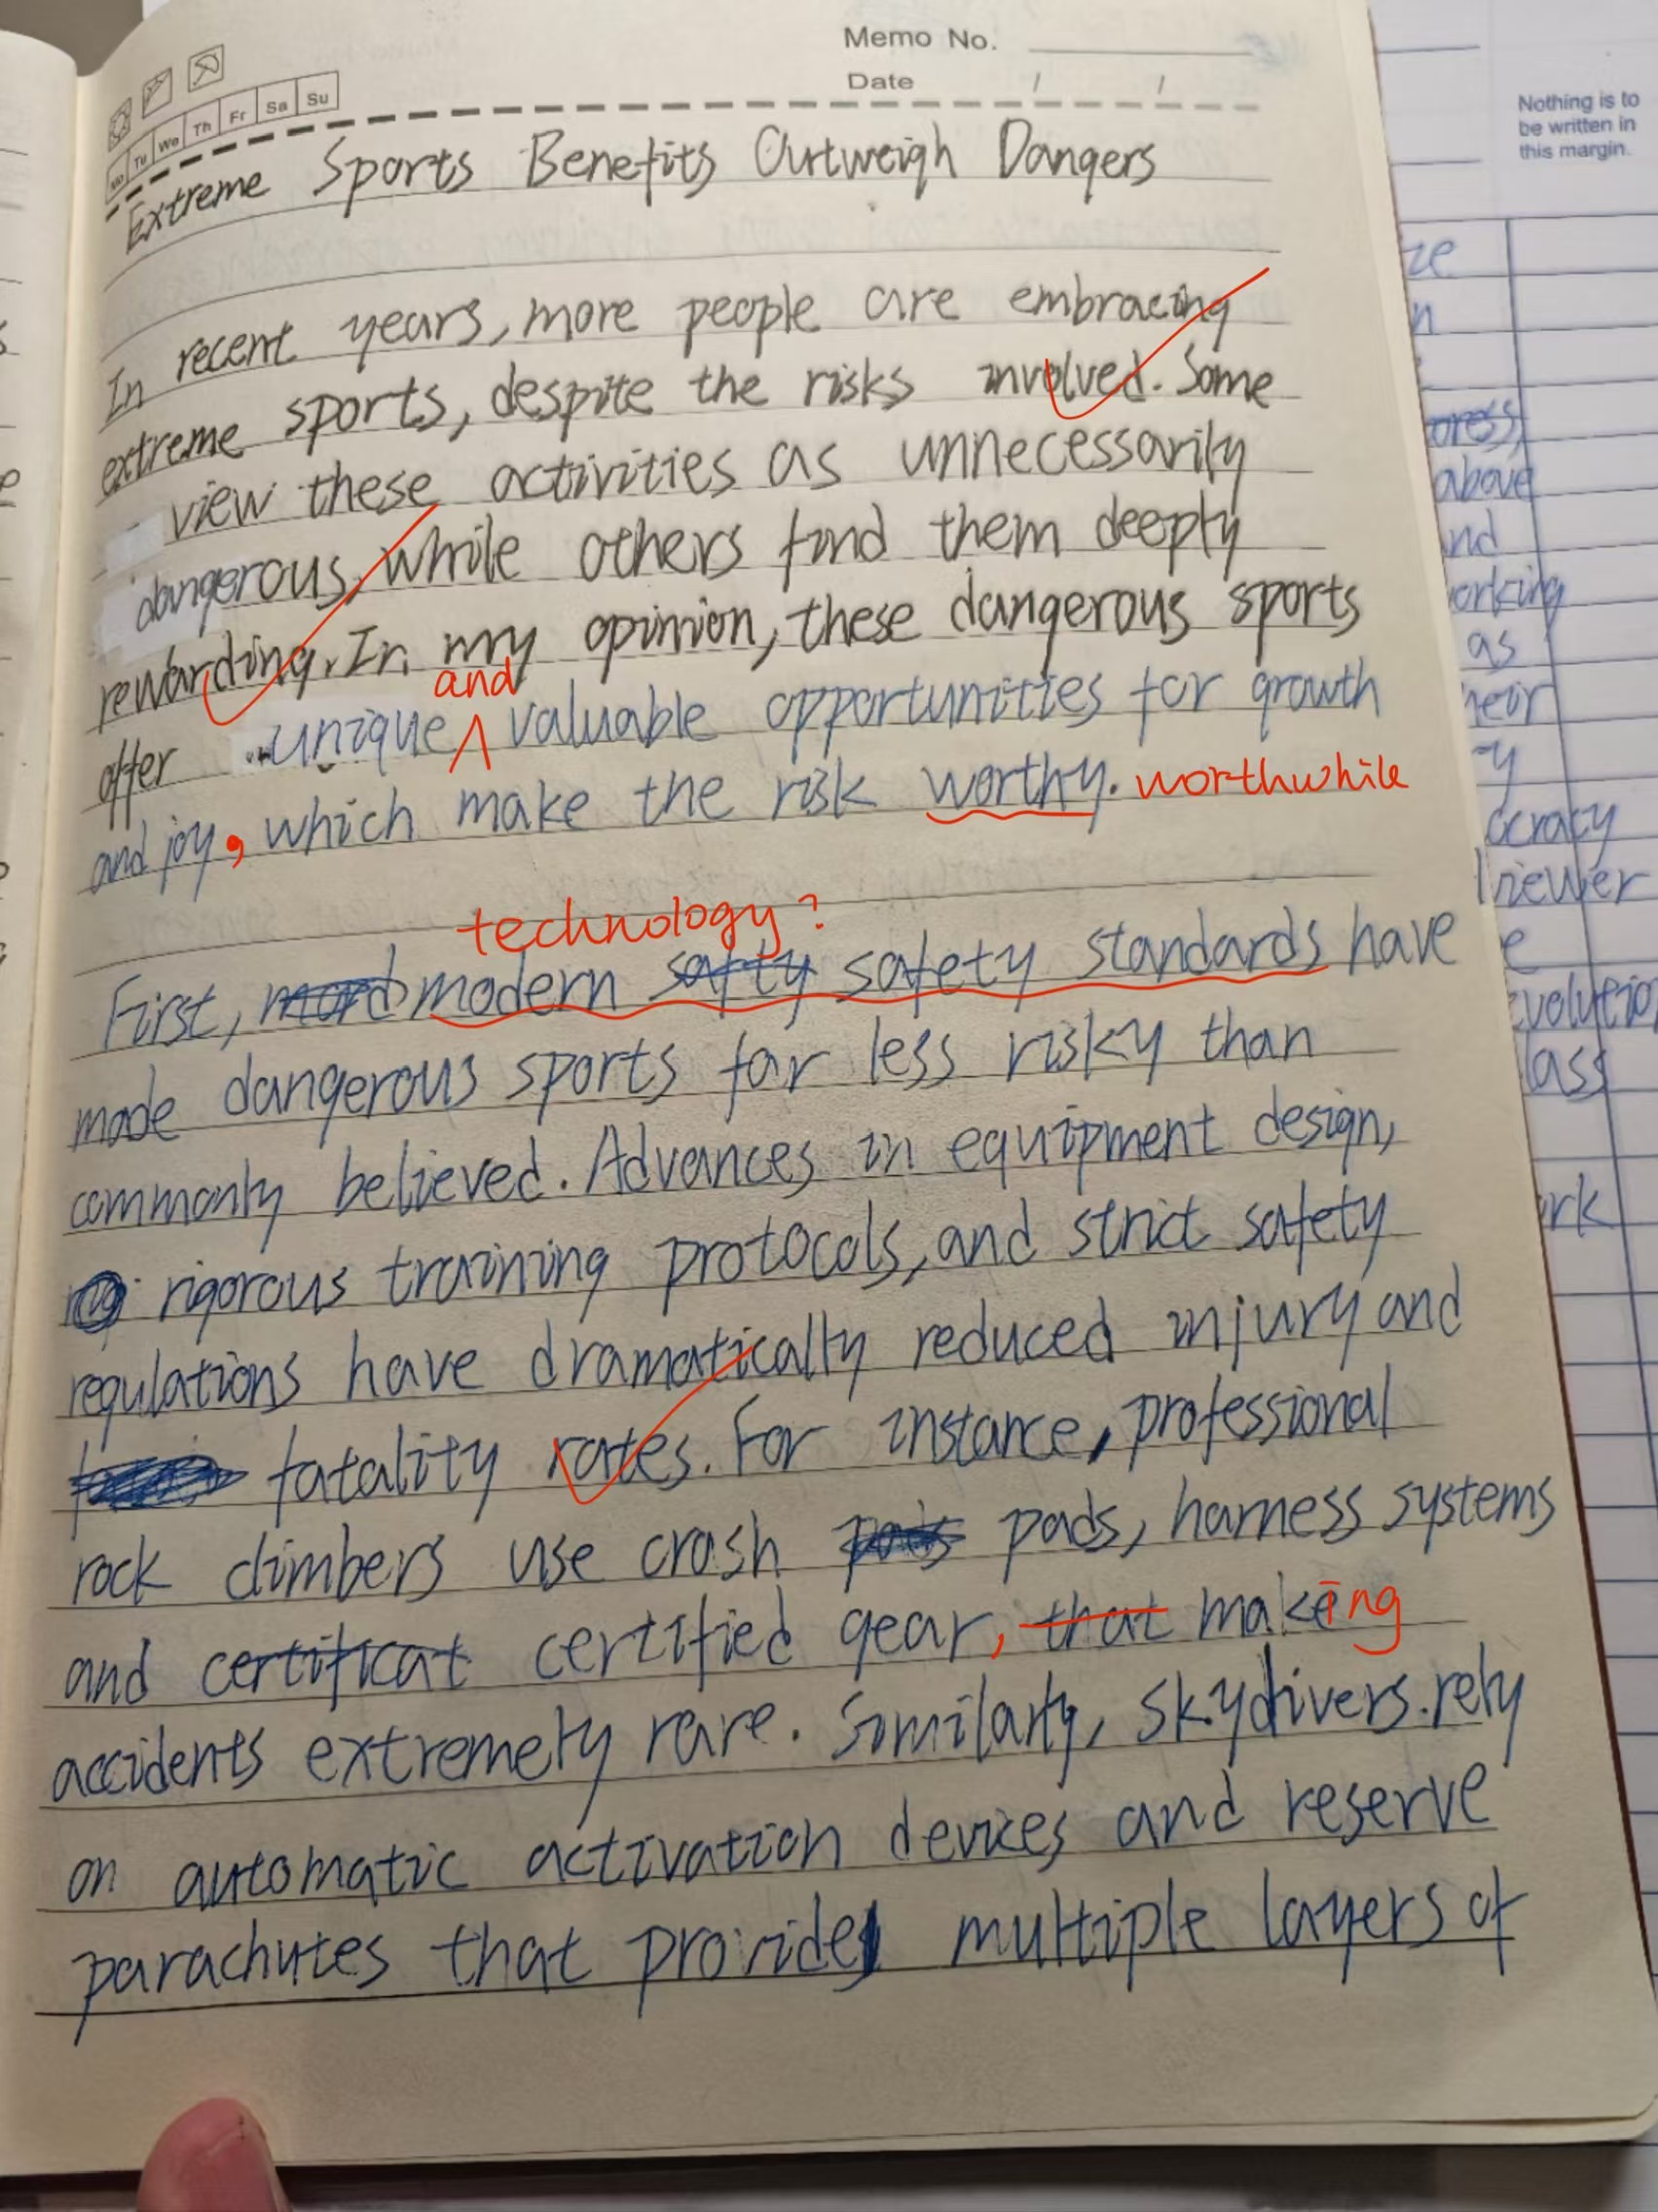 Memo No.
Date / /
Mo Tu We Th Fr Sa Su
Extreme Sports Benefits Outweigh Dangers
In recent years, more people are embracing
extreme sports, despite the risks involved. Some
view these activities as unnecessarily
dangerous, while others find them deeply
rewarding. In my opinion, these dangerous sports
and
offer unique valuable opportunities for growth
and joy, which make the risk worthy. worthwhile
technology?
First, modern safty safety standards have
made dangerous sports far less risky than
commonly believed. Advances in equipment design,
rigorous training protocols, and strict safety
regulations have dramatically reduced injury and
fatality rates. For instance, professional
rock climbers use crash pads, harness systems
and certificat certified gear, that making
accidents extremely rare. Similarly, skydivers rely
on automatic activation devices and reserve
parachutes that provide multiple layers of
Nothing is to
be written in
this margin.
ze
n
press,
above
nd
orking
as
heir
y
ocracy
viewer
e
evolution
lass
rk